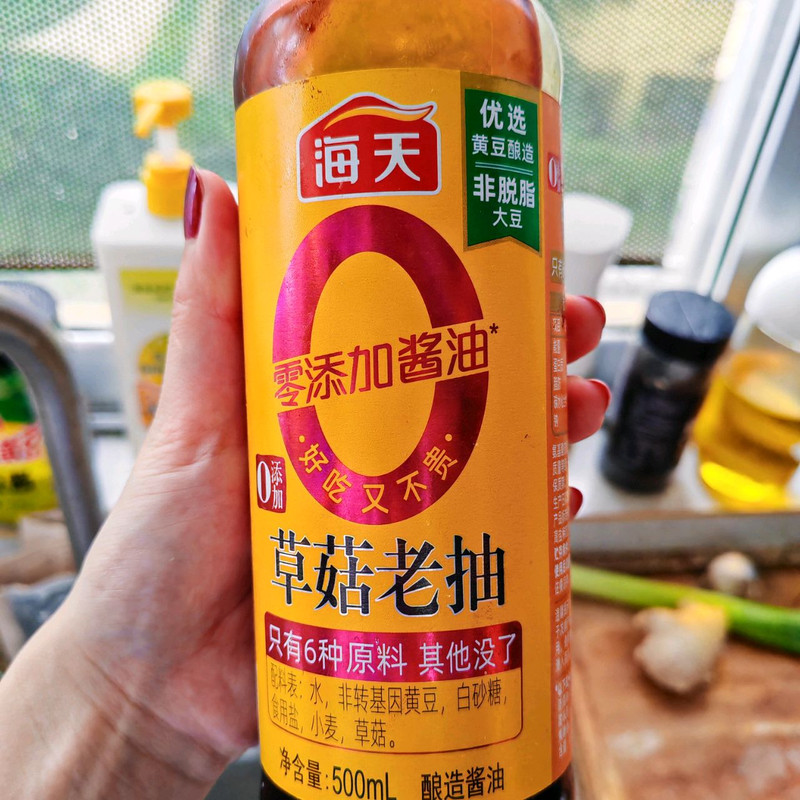 海天
优选
黄豆酿造
非脱脂
大豆
零添加酱油*
·好吃又不贵·
0添加
草菇老抽
只有6种原料 其他没了
配料表：水，非转基因黄豆，白砂糖，
食用盐，小麦，草菇。
净含量:500mL 酿造酱油